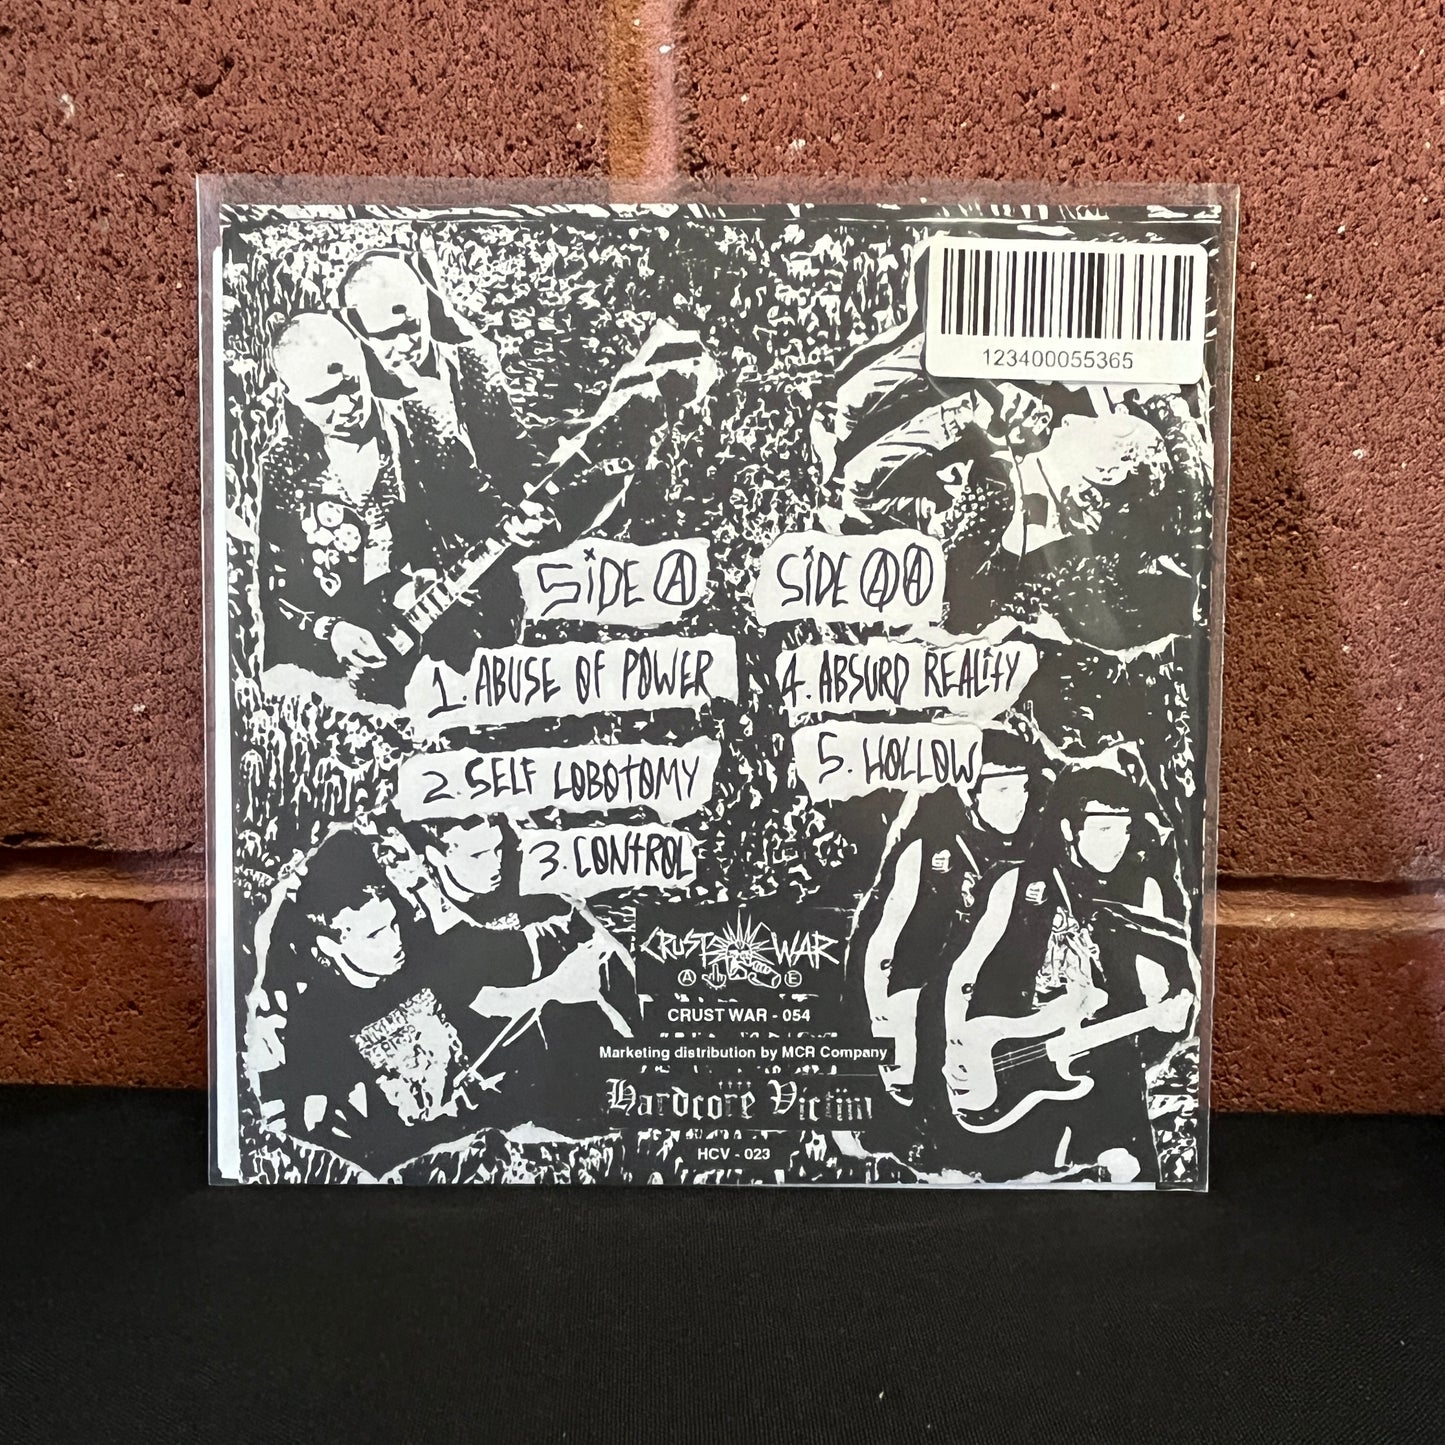 123400055365
SIDE A
1. ABUSE OF POWER
2. SELF LOBOTOMY
3. CONTROL
SIDE AA
4. ABSURD REALITY
5. HOLLOW
CRUST WAR
A E
CRUST WAR - 054
Marketing distribution by MCR Company
Hardcore Victim
HCV - 023